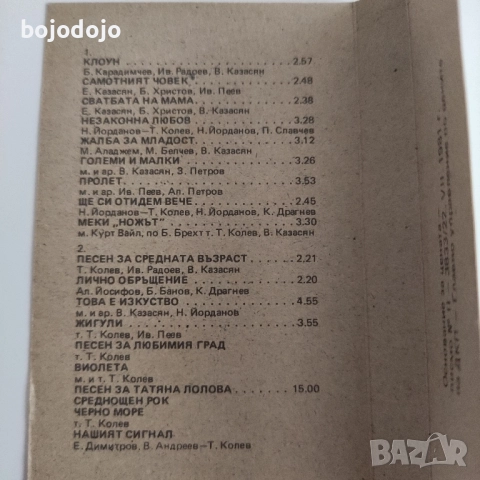 bojodojo
1.
КЛОУН ............ 2.57
Б. Карадимчев, Ив. Радоев, В. Казасян
САМОТНИЯТ ЧОВЕК ........ 2.48
Е. Казасян, Б. Христов, Ив. Пеев
СВАТБАТА НА МАМА ........ 2.38
Е. Казасян, Б. Христов, В. Казасян
НЕЗАКОННА ЛЮБОВ ........ 3.28
Н. Йорданов—Т. Колев, Н. Йорданов, П. Славчев
ЖАЛБА ЗА МЛАДОСТ ........ 3.12
М. Аладжем, М. Белчев, В. Казасян
ГОЛЕМИ И МАЛКИ ........ 3.26
м. и ар. В. Казасян, З. Петров
ПРОЛЕТ ............ 3.53
м. и ар. Ив. Пеев, Ал. Петров
ЩЕ СИ ОТИДЕМ ВЕЧЕ ........ 2.45
Н. Йорданов—Т. Колев, Н. Йорданов, К. Драгнев
МЕКИ „НОЖЪТ" ........ 3.30
м. Курт Вайл, по Б. Брехт т. Т. Колев, В. Казасян
2.
ПЕСЕН ЗА СРЕДНАТА ВЪЗРАСТ .... 2.21
Т. Колев, Ив. Радоев, В. Казасян
ЛИЧНО ОБРЪЩЕНИЕ ........ 2.20
Ал. Йосифов, Б. Банов, К. Драгнев
ТОВА Е ИЗКУСТВО ........ 4.55
м. и ар. В. Казасян, Н. Йорданов
ЖИГУЛИ ............ 3.55
т. Т. Колев, Ив. Пеев
ПЕСЕН ЗА ЛЮБИМИЯ ГРАД
т. Т. Колев
ВИОЛЕТА
м. и т. Т. Колев
ПЕСЕН ЗА ТАТЯНА ЛОЛОВА ...... 15.00
СРЕДНОЩЕН РОК
ЧЕРНО МОРЕ
т. Т. Колев
НАШИЯТ СИГНАЛ
Е. Димитров, В. Андреев—Т. Колев
BAZAR